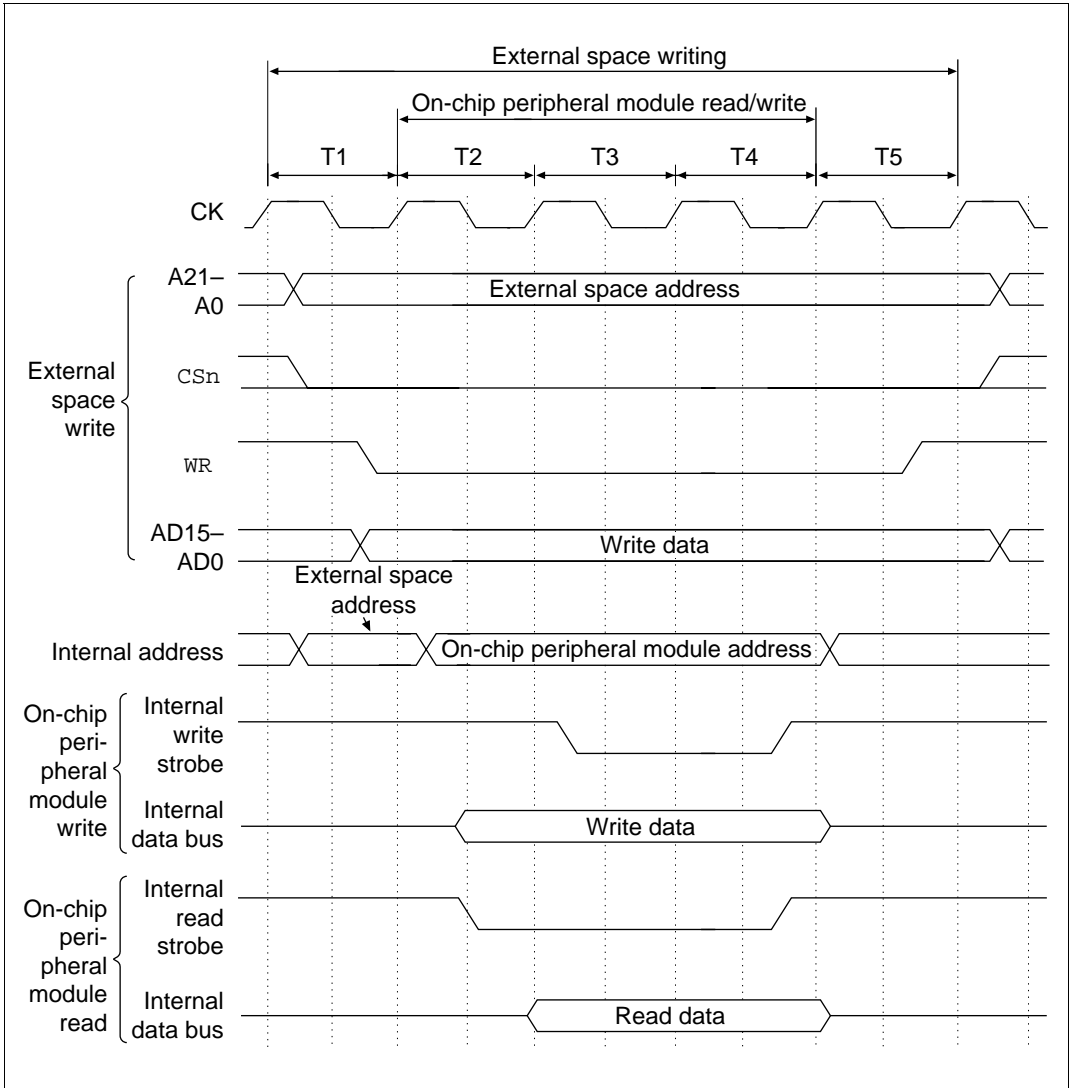 External space writing
On-chip peripheral module read/write
T1 T2 T3 T4 T5
CK
A21–
A0
External space address
CSn
External
space
write
WR
AD15–
AD0
Write data
External space
address
Internal address
On-chip peripheral module address
On-chip
peri-
pheral
module
write
Internal
write
strobe
Internal
data bus
Write data
On-chip
peri-
pheral
module
read
Internal
read
strobe
Internal
data bus
Read data